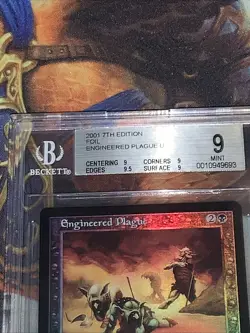 2001 7TH EDITION
FOIL
ENGINEERED PLAGUE U
CENTERING 9 CORNERS 9
EDGES 9.5 SURFACE 9
9
MINT
0010949693
B
BECKETT
Engineered Plague 2